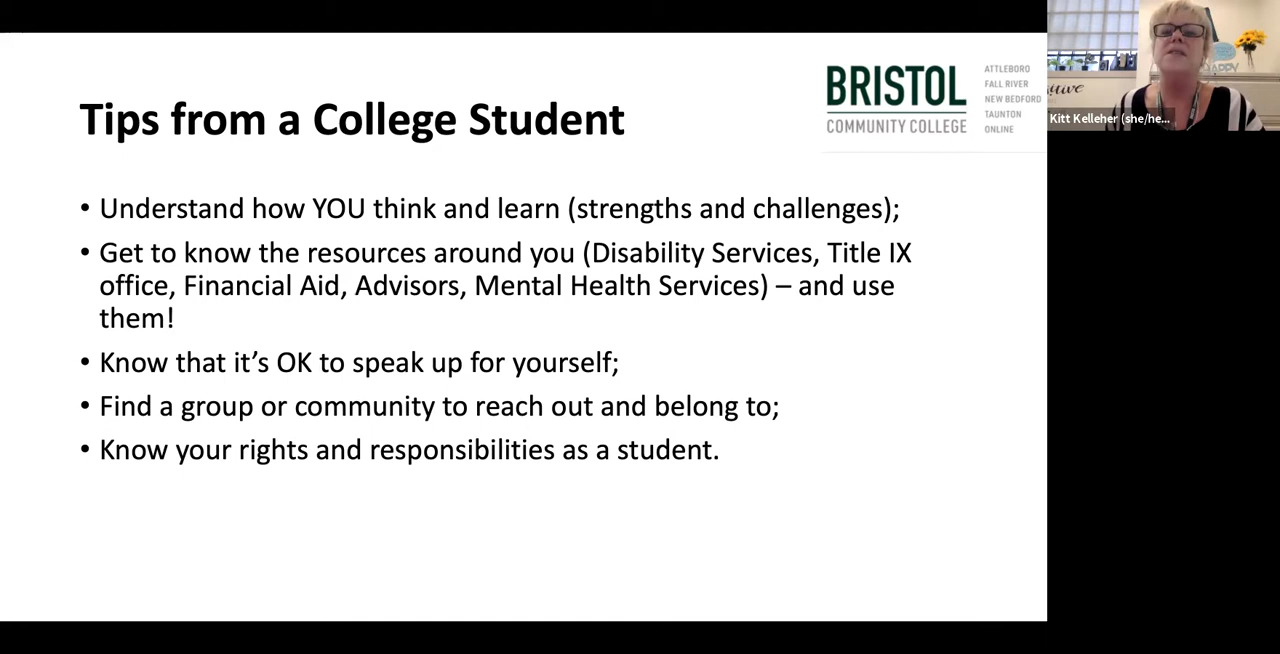 Tips from a College Student
BRISTOL
COMMUNITY COLLEGE
ATTLEBORO
FALL RIVER
NEW BEDFORD
TAUNTON
ONLINE
• Understand how YOU think and learn (strengths and challenges);
• Get to know the resources around you (Disability Services, Title IX
office, Financial Aid, Advisors, Mental Health Services) – and use
them!
• Know that it’s OK to speak up for yourself;
• Find a group or community to reach out and belong to;
• Know your rights and responsibilities as a student.
Kitt Kelleher (she/he...